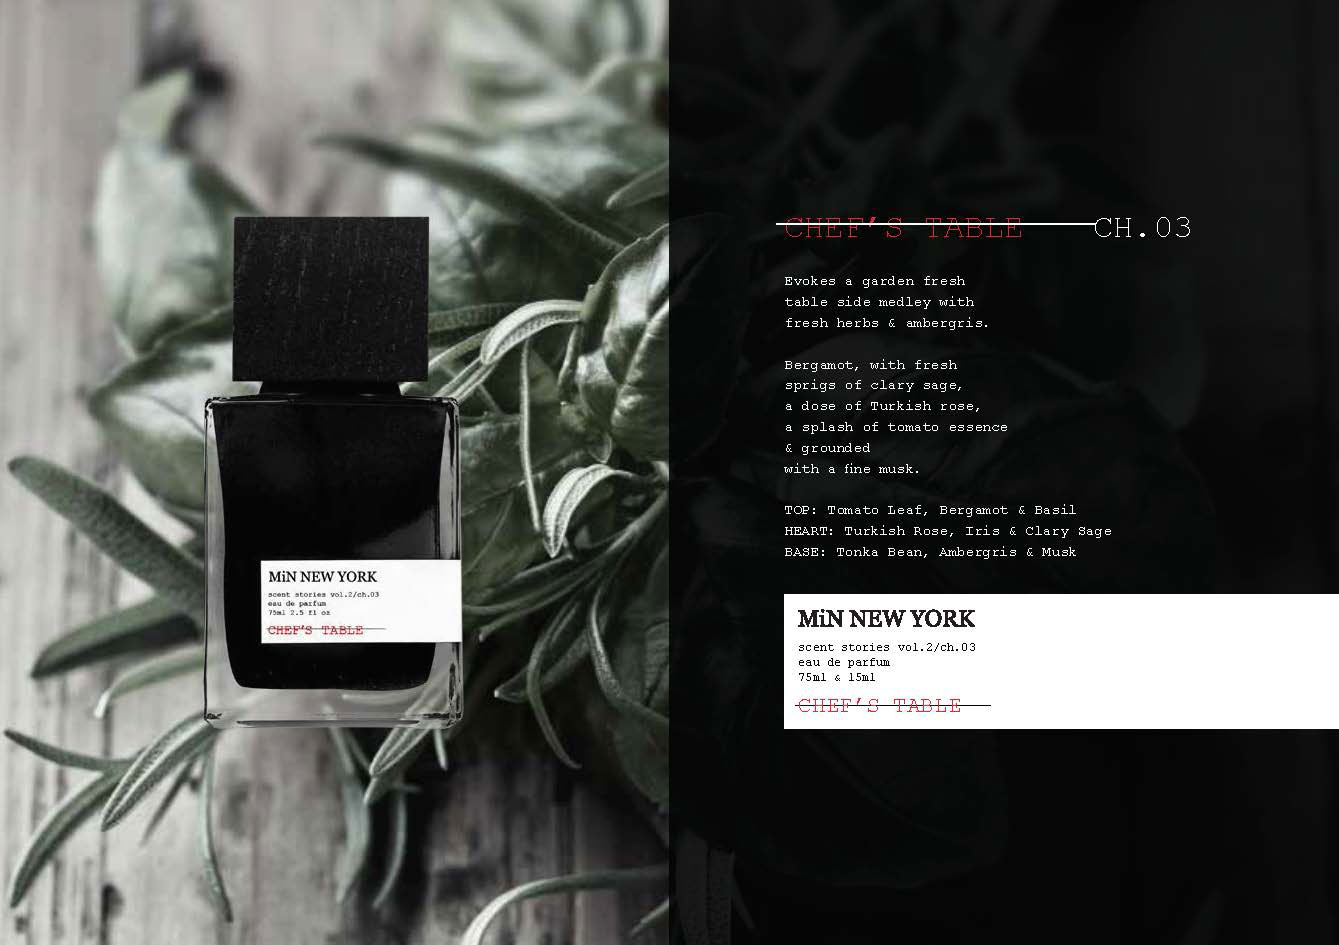 MiN NEW YORK
scent stories vol.2/ch.03
eau de parfum
75ml 2.5 fl oz
CHEF'S TABLE
CHEF'S TABLE CH.03
Evokes a garden fresh
table side medley with
fresh herbs & ambergris.
Bergamot, with fresh
sprigs of clary sage,
a dose of Turkish rose,
a splash of tomato essence
& grounded
with a fine musk.
TOP: Tomato Leaf, Bergamot & Basil
HEART: Turkish Rose, Iris & Clary Sage
BASE: Tonka Bean, Ambergris & Musk
MiN NEW YORK
scent stories vol.2/ch.03
eau de parfum
75ml & 15ml
CHEF'S TABLE